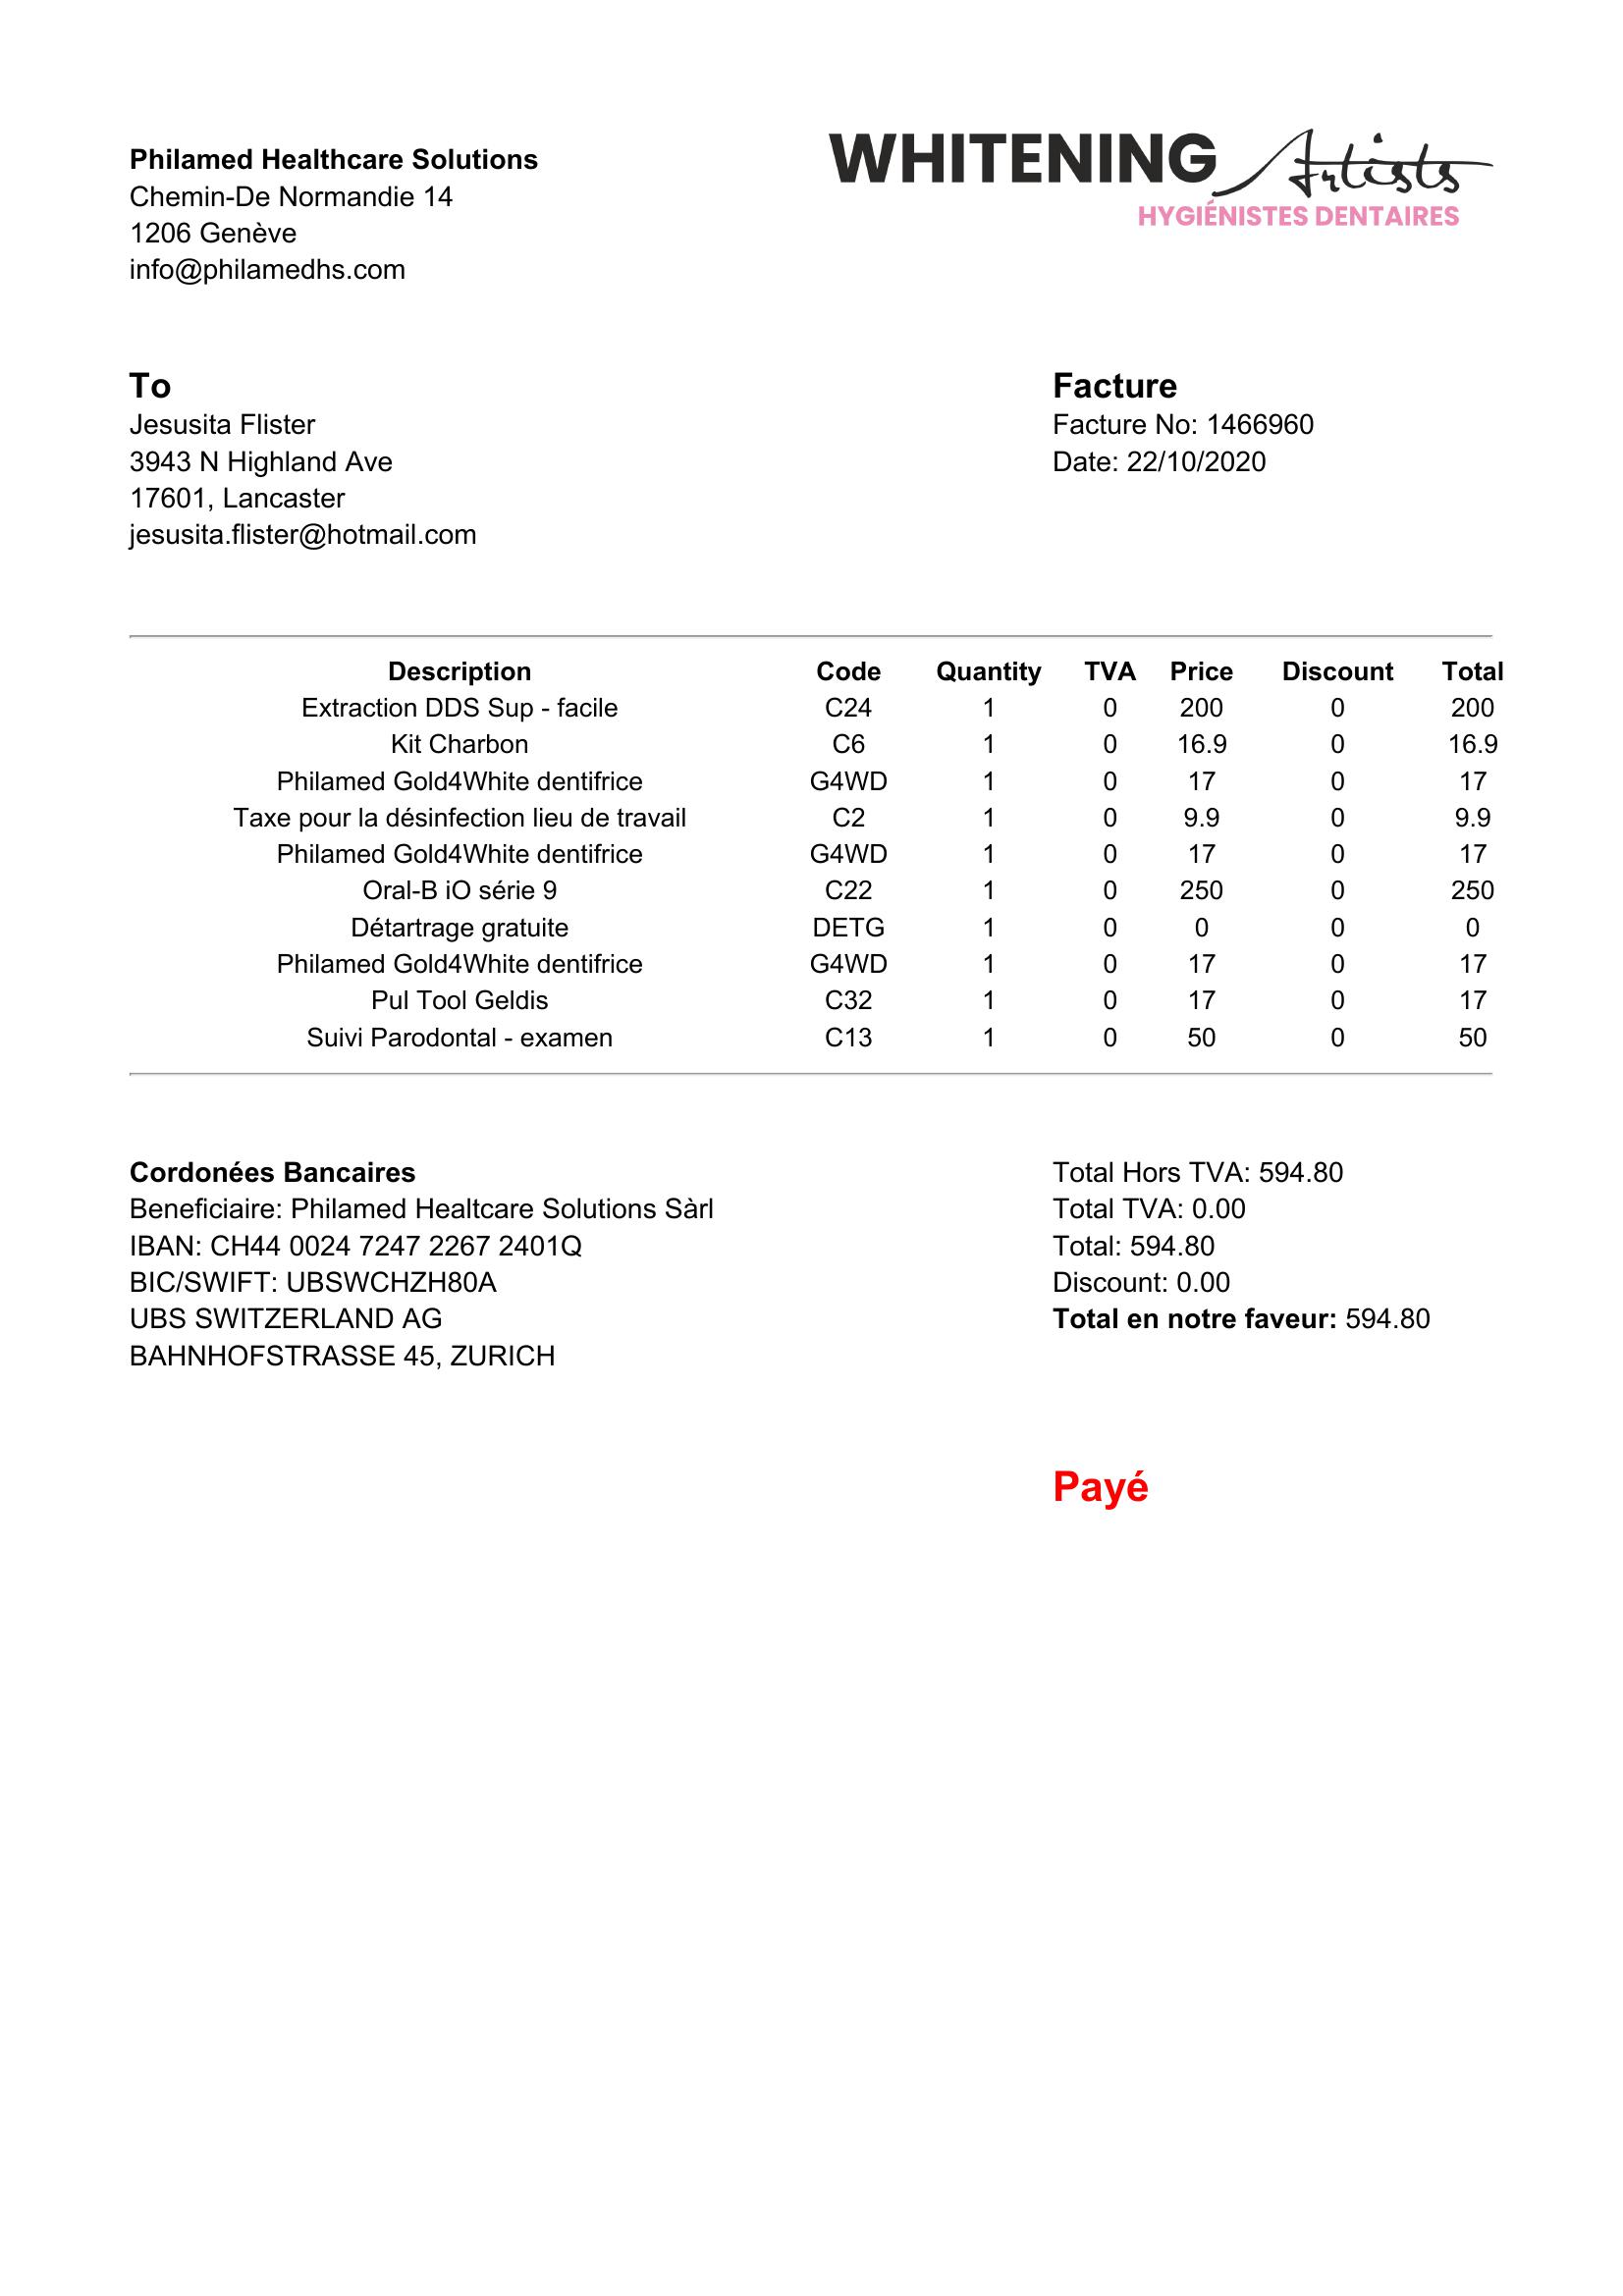 Philamed Healthcare Solutions
Chemin-De Normandie 14
1206 Genève
info@philamedhs.com
WHITENING Artists
HYGIÉNISTES DENTAIRES
To
Jesusita Flister
3943 N Highland Ave
17601, Lancaster
jesusita.flister@hotmail.com
Facture
Facture No: 1466960
Date: 22/10/2020
Description Code Quantity TVA Price Discount Total
Extraction DDS Sup - facile C24 1 0 200 0 200
Kit Charbon C6 1 0 16.9 0 16.9
Philamed Gold4White dentifrice G4WD 1 0 17 0 17
Taxe pour la désinfection lieu de travail C2 1 0 9.9 0 9.9
Philamed Gold4White dentifrice G4WD 1 0 17 0 17
Oral-B iO série 9 C22 1 0 250 0 250
Détartrage gratuite DETG 1 0 0 0 0
Philamed Gold4White dentifrice G4WD 1 0 17 0 17
Pul Tool Geldis C32 1 0 17 0 17
Suivi Parodontal - examen C13 1 0 50 0 50
Cordonées Bancaires
Beneficiaire: Philamed Healtcare Solutions Sàrl
IBAN: CH44 0024 7247 2267 2401Q
BIC/SWIFT: UBSWCHZH80A
UBS SWITZERLAND AG
BAHNHOFSTRASSE 45, ZURICH
Total Hors TVA: 594.80
Total TVA: 0.00
Total: 594.80
Discount: 0.00
Total en notre faveur: 594.80
Payé